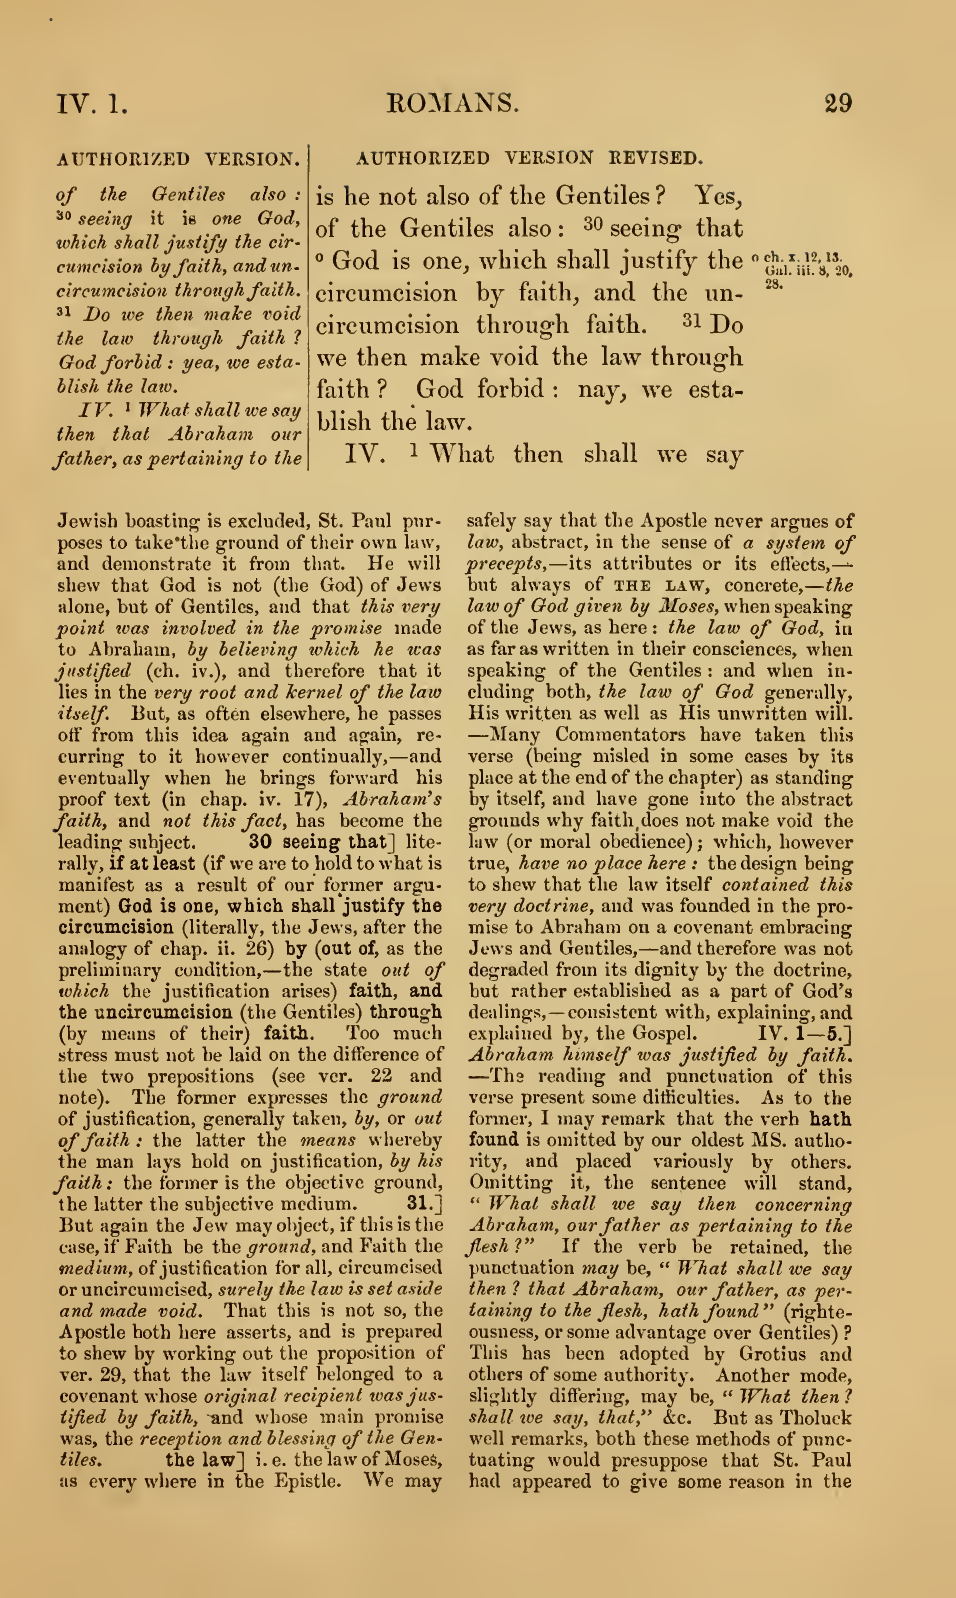 IV. 1. ROMANS. 29
AUTHORIZED VERSION.
of the Gentiles also :
30 seeing it is one God,
which shall justify the cir-
cumcision by faith, and un-
circumcision through faith.
31 Do we then make void
the law through faith ?
God forbid : yea, we esta-
blish the law.
IV. 1 What shall we say
then that Abraham our
father, as pertaining to the
AUTHORIZED VERSION REVISED.
is he not also of the Gentiles ? Yes,
of the Gentiles also : 30 seeing that
o God is one, which shall justify the
circumcision by faith, and the un-
circumcision through faith. 31 Do
we then make void the law through
faith ? God forbid : nay, we esta-
blish the law.
IV. 1 What then shall we say
o ch. x. 12, 13.
Gal. iii. 8, 20,
28.
Jewish boasting is excluded, St. Paul pur-
poses to take the ground of their own law,
and demonstrate it from that. He will
shew that God is not (the God) of Jews
alone, but of Gentiles, and that this very
point was involved in the promise made
to Abraham, by believing which he was
justified (ch. iv.), and therefore that it
lies in the very root and kernel of the law
itself. But, as often elsewhere, he passes
off from this idea again and again, re-
curring to it however continually,—and
eventually when he brings forward his
proof text (in chap. iv. 17), Abraham's
faith, and not this fact, has become the
leading subject. 30 seeing that] lite-
rally, if at least (if we are to hold to what is
manifest as a result of our former argu-
ment) God is one, which shall justify the
circumcision (literally, the Jews, after the
analogy of chap. ii. 26) by (out of, as the
preliminary condition,—the state out of
which the justification arises) faith, and
the uncircumcision (the Gentiles) through
(by means of their) faith. Too much
stress must not be laid on the difference of
the two prepositions (see ver. 22 and
note). The former expresses the ground
of justification, generally taken, by, or out
of faith : the latter the means whereby
the man lays hold on justification, by his
faith : the former is the objective ground,
the latter the subjective medium. 31.]
But again the Jew may object, if this is the
case, if Faith be the ground, and Faith the
medium, of justification for all, circumcised
or uncircumcised, surely the law is set aside
and made void. That this is not so, the
Apostle both here asserts, and is prepared
to shew by working out the proposition of
ver. 29, that the law itself belonged to a
covenant whose original recipient was jus-
tified by faith, and whose main promise
was, the reception and blessing of the Gen-
tiles. the law] i. e. the law of Moses,
as every where in the Epistle. We may
safely say that the Apostle never argues of
law, abstract, in the sense of a system of
precepts,—its attributes or its effects,—
but always of THE LAW, concrete,—the
law of God given by Moses, when speaking
of the Jews, as here : the law of God, in
as far as written in their consciences, when
speaking of the Gentiles : and when in-
cluding both, the law of God generally,
His written as well as His unwritten will.
—Many Commentators have taken this
verse (being misled in some cases by its
place at the end of the chapter) as standing
by itself, and have gone into the abstract
grounds why faith does not make void the
law (or moral obedience) ; which, however
true, have no place here : the design being
to shew that the law itself contained this
very doctrine, and was founded in the pro-
mise to Abraham on a covenant embracing
Jews and Gentiles,—and therefore was not
degraded from its dignity by the doctrine,
but rather established as a part of God's
dealings,—consistent with, explaining, and
explained by, the Gospel. IV. 1—5.]
Abraham himself was justified by faith.
—The reading and punctuation of this
verse present some difficulties. As to the
former, I may remark that the verb hath
found is omitted by our oldest MS. autho-
rity, and placed variously by others.
Omitting it, the sentence will stand,
" What shall we say then concerning
Abraham, our father as pertaining to the
flesh ?" If the verb be retained, the
punctuation may be, " What shall we say
then ? that Abraham, our father, as per-
taining to the flesh, hath found" (righte-
ousness, or some advantage over Gentiles) ?
This has been adopted by Grotius and
others of some authority. Another mode,
slightly differing, may be, " What then ?
shall we say, that," &c. But as Tholuck
well remarks, both these methods of punc-
tuating would presuppose that St. Paul
had appeared to give some reason in the